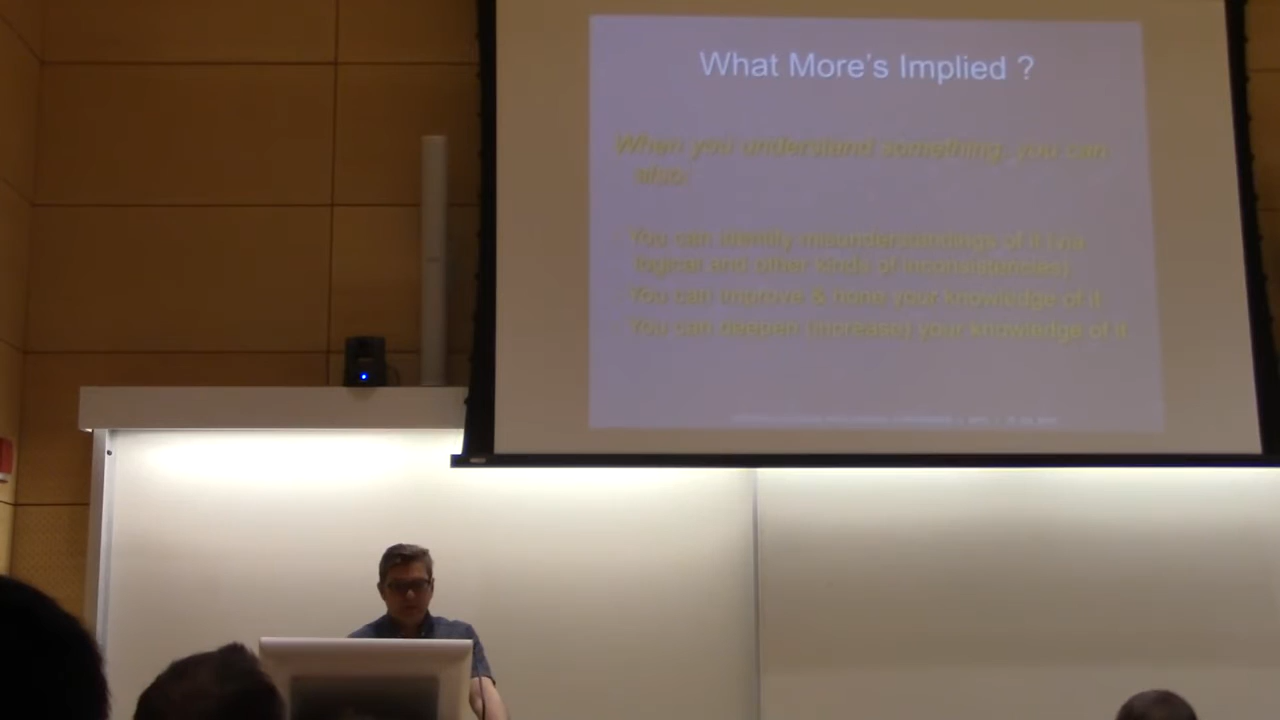 What More's Implied ?
When you understand something, you can
also:
You can identify misunderstandings of it (via
logical and other kinds of inconsistencies)
You can improve & hone your knowledge of it
You can deepen (increase) your knowledge of it